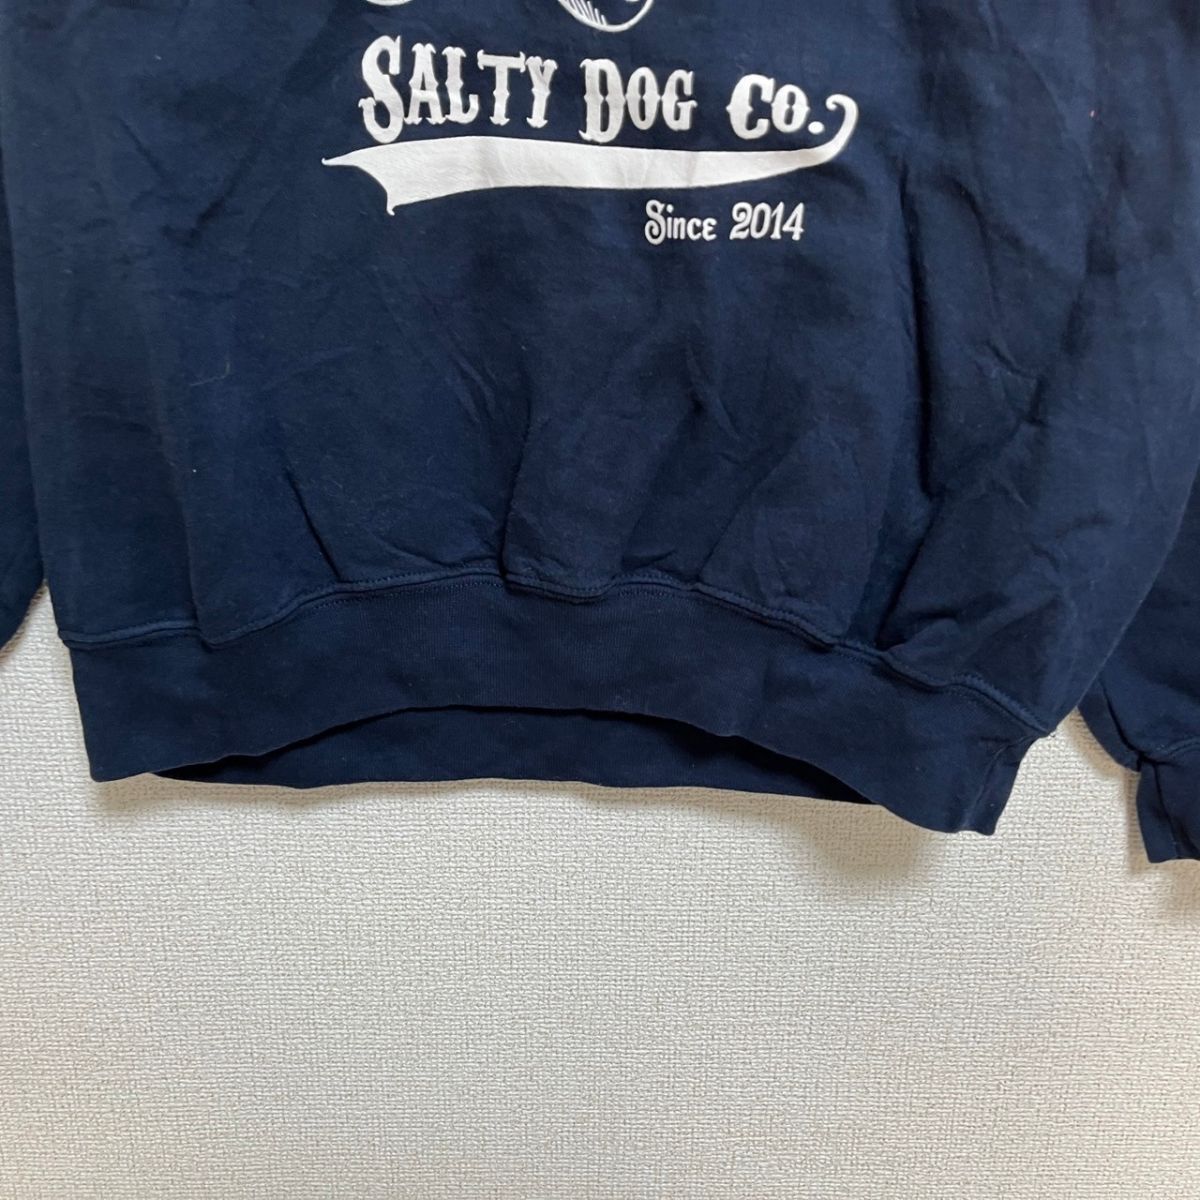 SALTY DOG CO.
Since 2014